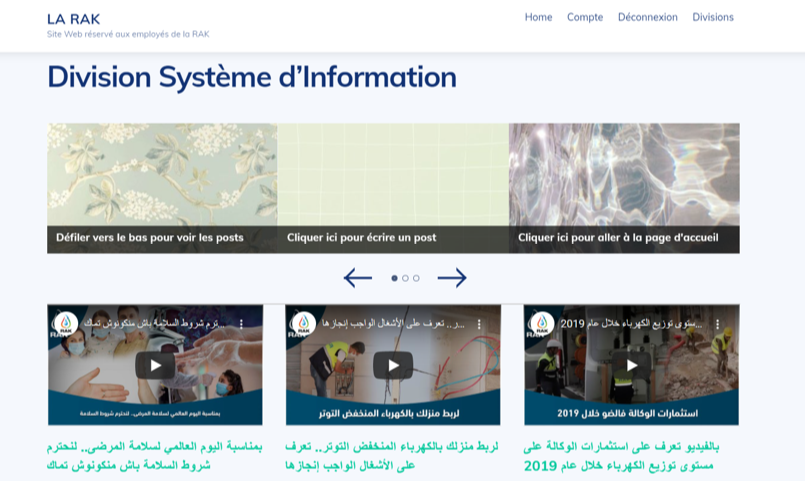 LA RAK
Site Web réservé aux employés de la RAK
Home Compte Déconnexion Divisions
Division Système d'Information
Défiler vers le bas pour voir les posts
Cliquer ici pour écrire un post
Cliquer ici pour aller à la page d'accueil
RAK
...ترم شروط السلامة باش منكونوش تماك
بمناسبة اليوم العالمي لسلامة المرضى.. لنحترم شروط السلامة
RAK
...ر.. تعرف على الأشغال الواجب إنجازها
لربط منزلك بالكهرباء المنخفض التوتر
RAK
...ستوى توزيع الكهرباء خلال عام 2019
استثمارات الوكالة فالضو خلال 2019
بمناسبة اليوم العالمي لسلامة المرضى.. لنحترم
شروط السلامة باش منكونوش تماك
لربط منزلك بالكهرباء المنخفض التوتر.. تعرف
على الأشغال الواجب إنجازها
بالفيديو تعرف على استثمارات الوكالة على
مستوى توزيع الكهرباء خلال عام 2019